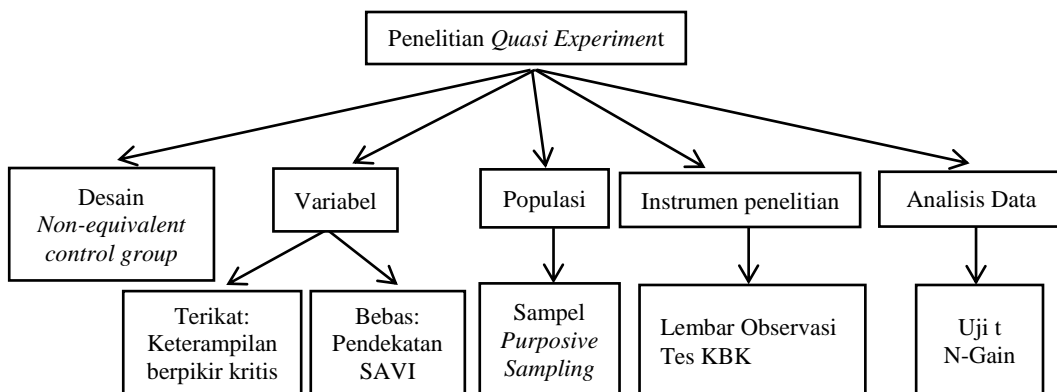 Penelitian Quasi Experiment
Desain
Non-equivalent
control group
Variabel
Populasi
Instrumen penelitian
Analisis Data
Terikat:
Keterampilan
berpikir kritis
Bebas:
Pendekatan
SAVI
Sampel
Purposive
Sampling
Lembar Observasi
Tes KBK
Uji t
N-Gain